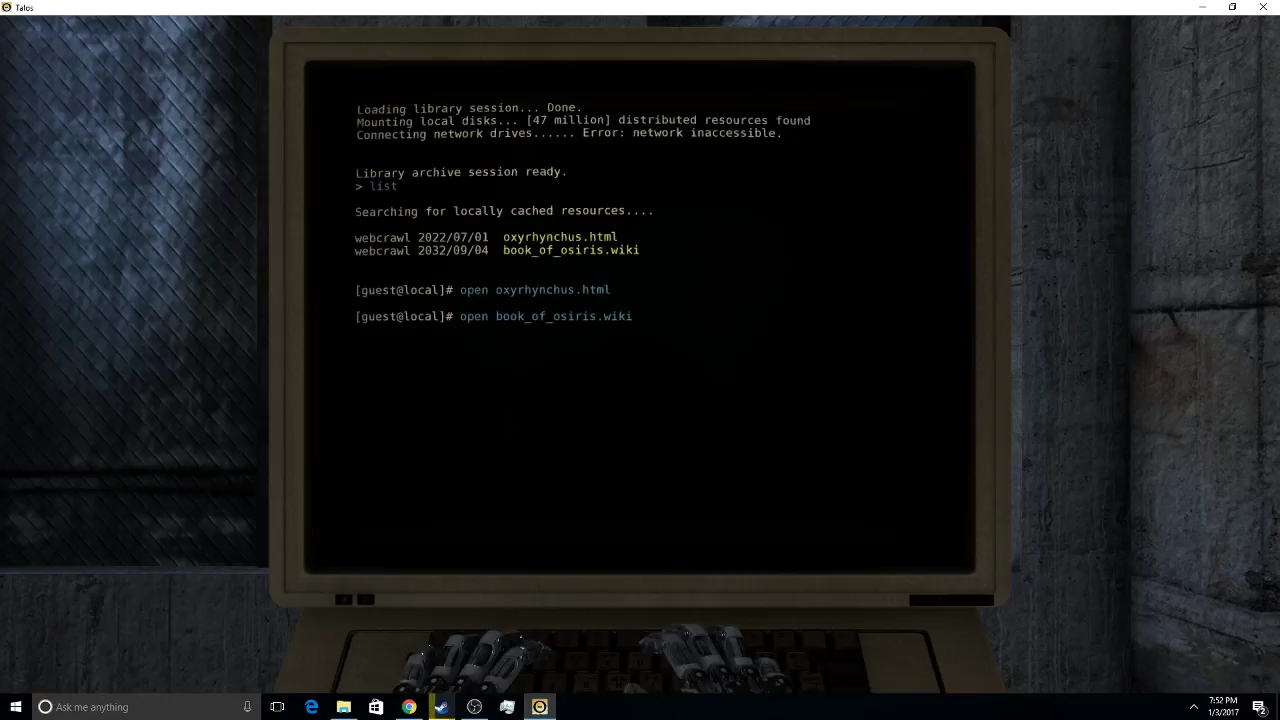 Talos
Loading library session... Done.
Mounting local disks... [47 million] distributed resources found
Connecting network drives...... Error: network inaccessible.
Library archive session ready.
> list
Searching for locally cached resources....
webcrawl 2022/07/01 oxyrhynchus.html
webcrawl 2032/09/04 book_of_osiris.wiki
[guest@local]# open oxyrhynchus.html
[guest@local]# open book_of_osiris.wiki
Ask me anything
7:52 PM
1/3/2017
2